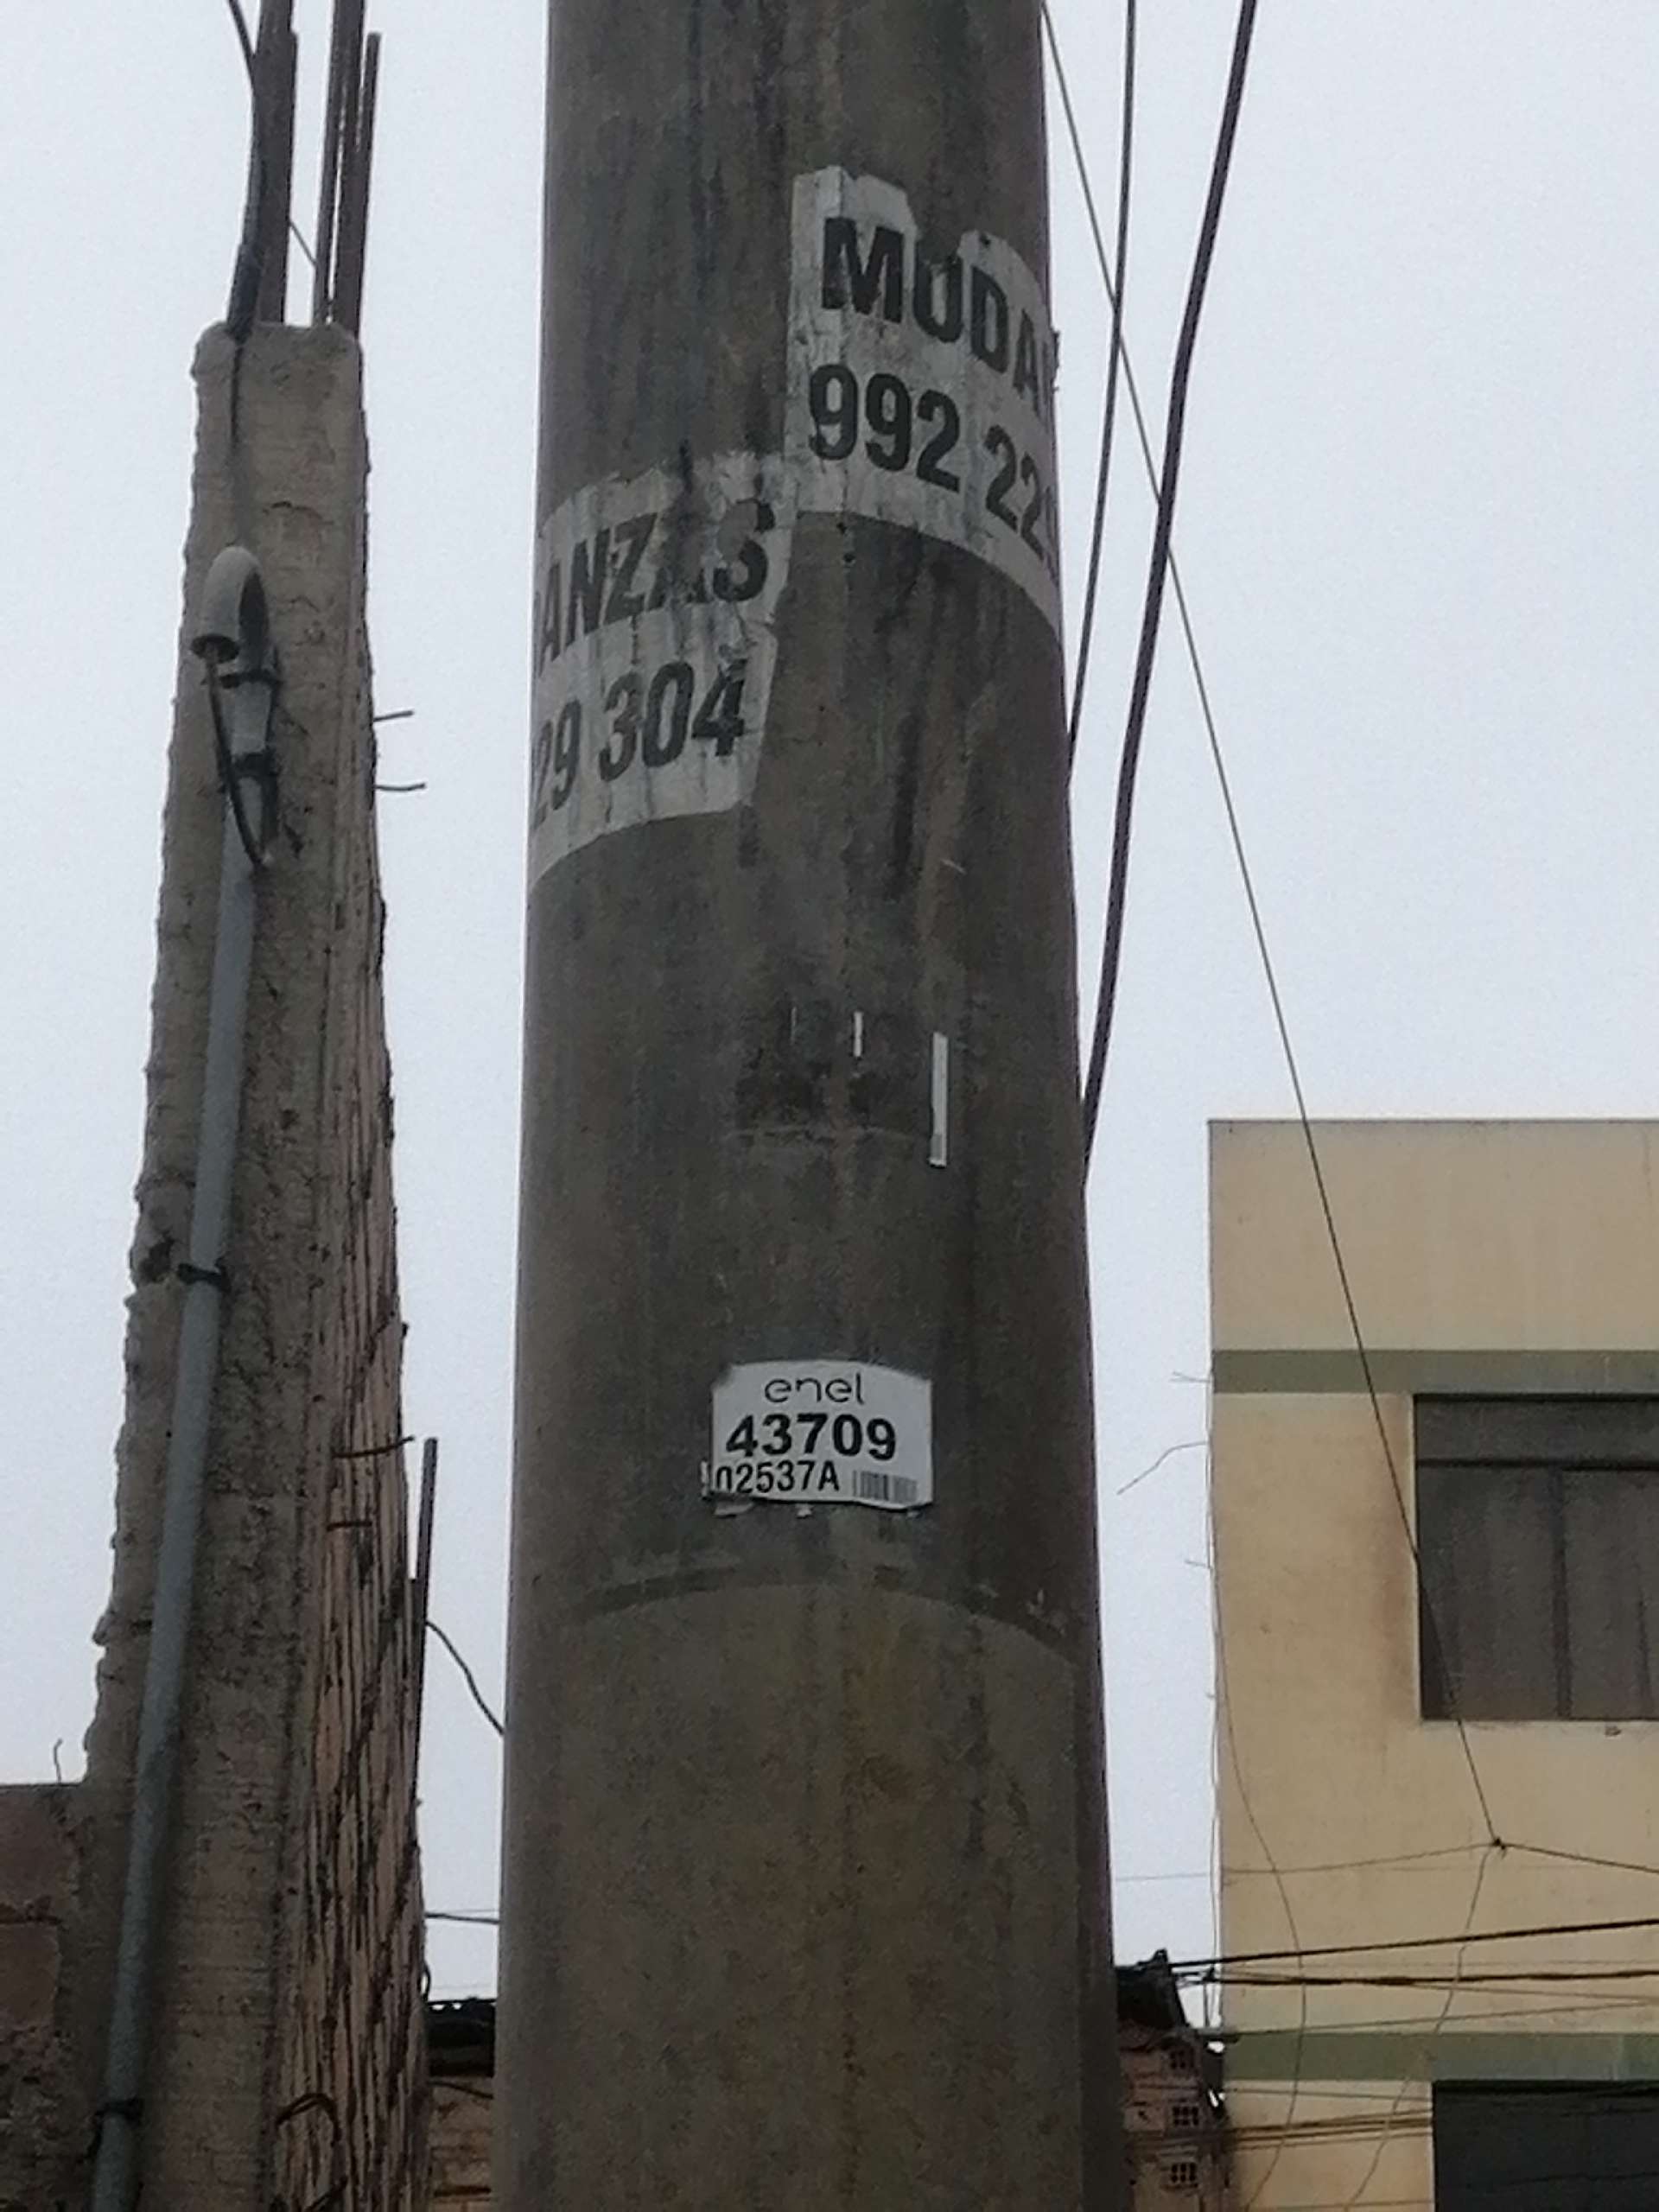 MUDA
992 22
ANZAS
29 304
enel
43709
02537A